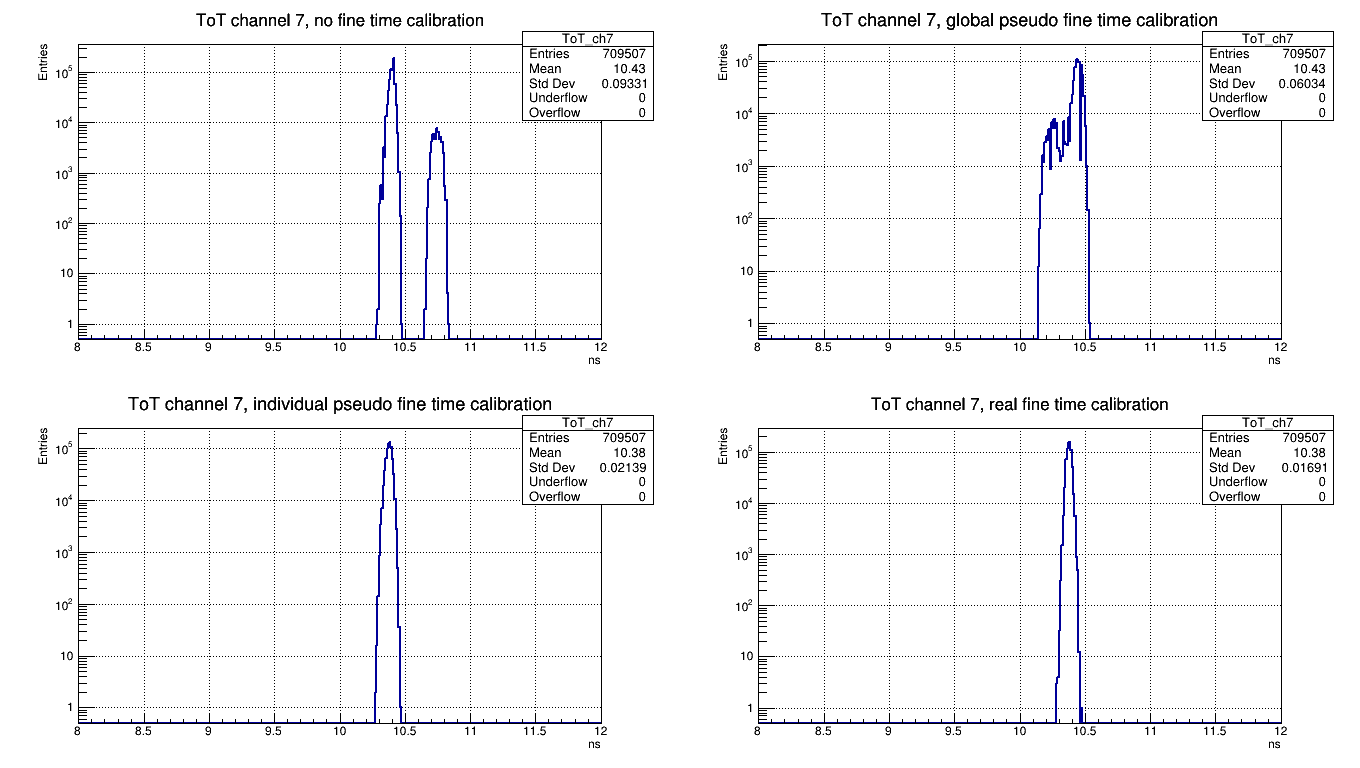 ToT channel 7, no fine time calibration
Entries
ToT_ch7
Entries 709507
Mean 10.43
Std Dev 0.09331
Underflow 0
Overflow 0
10^5
10^4
10^3
10^2
10
1
8 8.5 9 9.5 10 10.5 11 11.5 12
ns
ToT channel 7, global pseudo fine time calibration
Entries
ToT_ch7
Entries 709507
Mean 10.43
Std Dev 0.06034
Underflow 0
Overflow 0
10^5
10^4
10^3
10^2
10
1
8 8.5 9 9.5 10 10.5 11 11.5 12
ns
ToT channel 7, individual pseudo fine time calibration
Entries
ToT_ch7
Entries 709507
Mean 10.38
Std Dev 0.02139
Underflow 0
Overflow 0
10^5
10^4
10^3
10^2
10
1
8 8.5 9 9.5 10 10.5 11 11.5 12
ns
ToT channel 7, real fine time calibration
Entries
ToT_ch7
Entries 709507
Mean 10.38
Std Dev 0.01691
Underflow 0
Overflow 0
10^5
10^4
10^3
10^2
10
1
8 8.5 9 9.5 10 10.5 11 11.5 12
ns